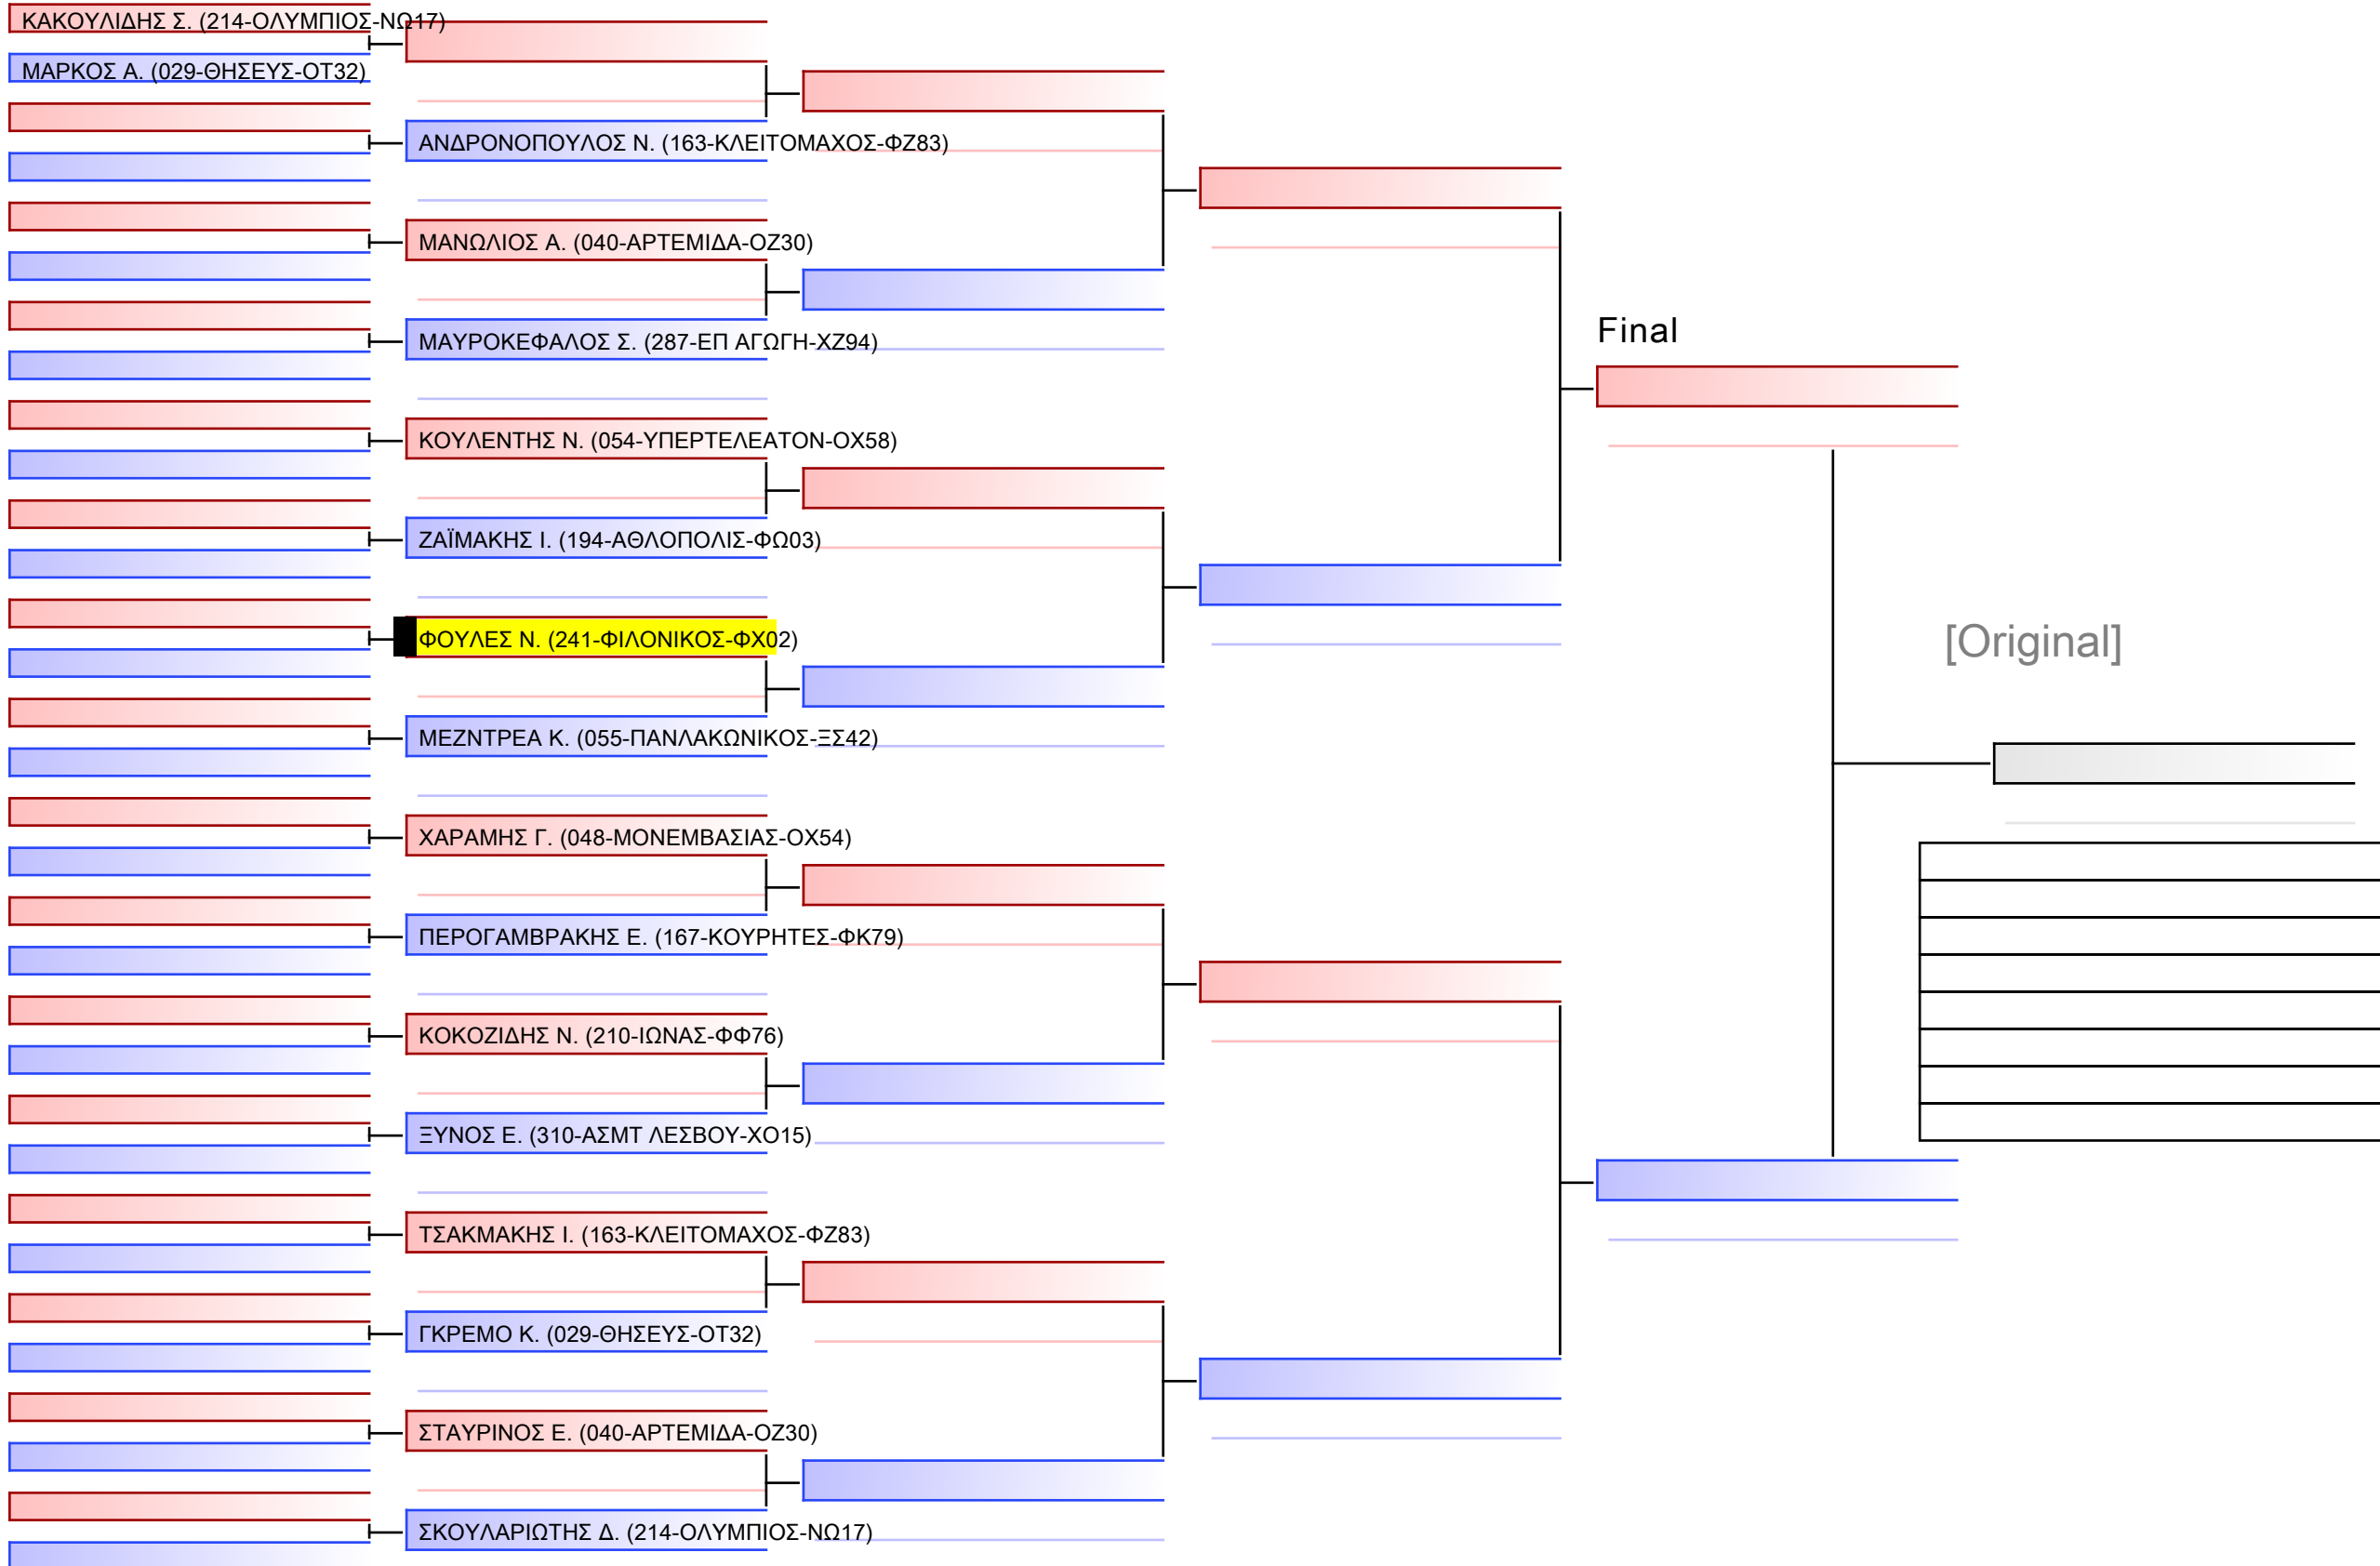 ΚΑΚΟΥΛΙΔΗΣ Σ. (214-ΟΛΥΜΠΙΟΣ-ΝΩ17)
ΜΑΡΚΟΣ Α. (029-ΘΗΣΕΥΣ-ΟΤ32)
ΑΝΔΡΟΝΟΠΟΥΛΟΣ Ν. (163-ΚΛΕΙΤΟΜΑΧΟΣ-ΦΖ83)
ΜΑΝΩΛΙΟΣ Α. (040-ΑΡΤΕΜΙΔΑ-ΟΖ30)
ΜΑΥΡΟΚΕΦΑΛΟΣ Σ. (287-ΕΠ ΑΓΩΓΗ-ΧΖ94)
Final
ΚΟΥΛΕΝΤΗΣ Ν. (054-ΥΠΕΡΤΕΛΕΑΤΟΝ-ΟΧ58)
ΖΑΪΜΑΚΗΣ Ι. (194-ΑΘΛΟΠΟΛΙΣ-ΦΩ03)
ΦΟΥΛΕΣ Ν. (241-ΦΙΛΟΝΙΚΟΣ-ΦΧ02)
[Original]
ΜΕΖΝΤΡΕΑ Κ. (055-ΠΑΝΛΑΚΩΝΙΚΟΣ-ΞΣ42)
ΧΑΡΑΜΗΣ Γ. (048-ΜΟΝΕΜΒΑΣΙΑΣ-ΟΧ54)
ΠΕΡΟΓΑΜΒΡΑΚΗΣ Ε. (167-ΚΟΥΡΗΤΕΣ-ΦΚ79)
ΚΟΚΟΖΙΔΗΣ Ν. (210-ΙΩΝΑΣ-ΦΦ76)
ΞΥΝΟΣ Ε. (310-ΑΣΜΤ ΛΕΣΒΟΥ-ΧΟ15)
ΤΣΑΚΜΑΚΗΣ Ι. (163-ΚΛΕΙΤΟΜΑΧΟΣ-ΦΖ83)
ΓΚΡΕΜΟ Κ. (029-ΘΗΣΕΥΣ-ΟΤ32)
ΣΤΑΥΡΙΝΟΣ Ε. (040-ΑΡΤΕΜΙΔΑ-ΟΖ30)
ΣΚΟΥΛΑΡΙΩΤΗΣ Δ. (214-ΟΛΥΜΠΙΟΣ-ΝΩ17)